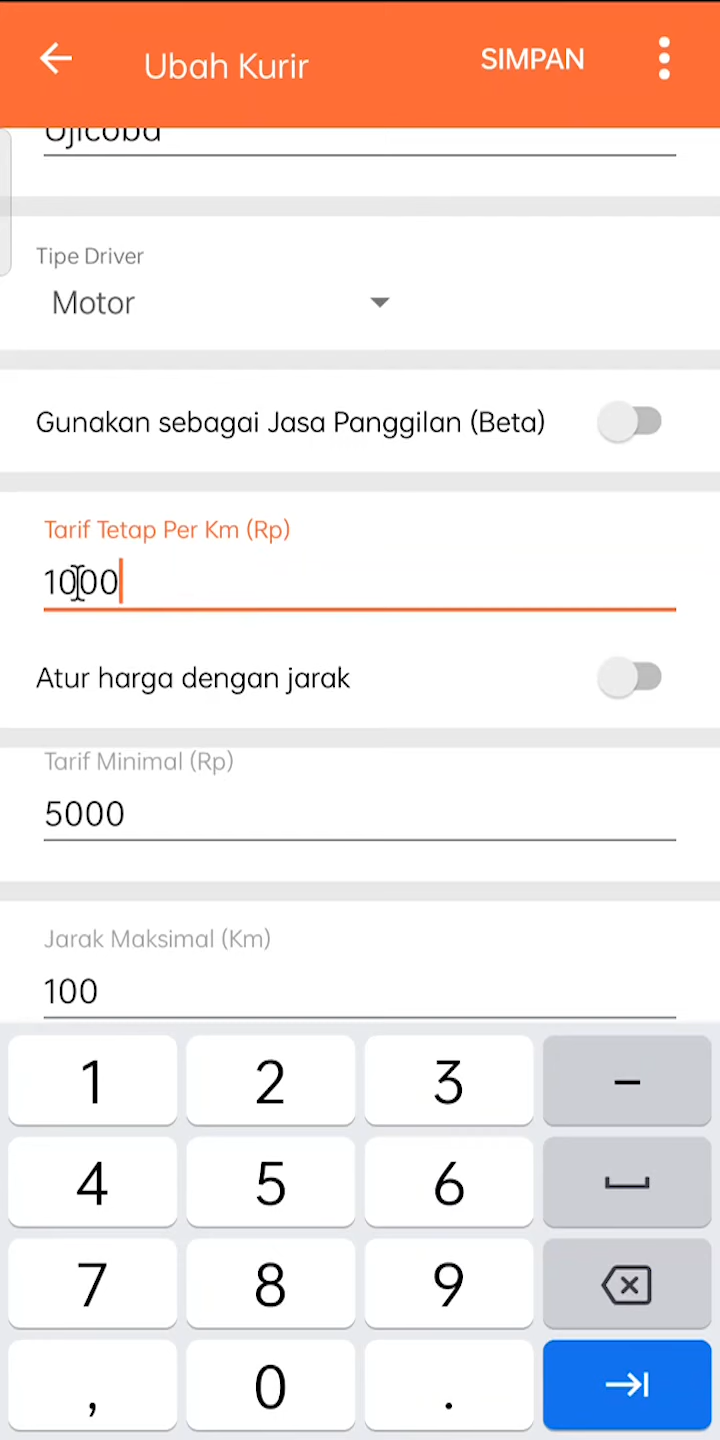 Ubah Kurir
SIMPAN
Ujicoba
Tipe Driver
Motor
Gunakan sebagai Jasa Panggilan (Beta)
Tarif Tetap Per Km (Rp)
1000
Atur harga dengan jarak
Tarif Minimal (Rp)
5000
Jarak Maksimal (Km)
100
1 2 3 –
4 5 6
7 8 9
, 0 .